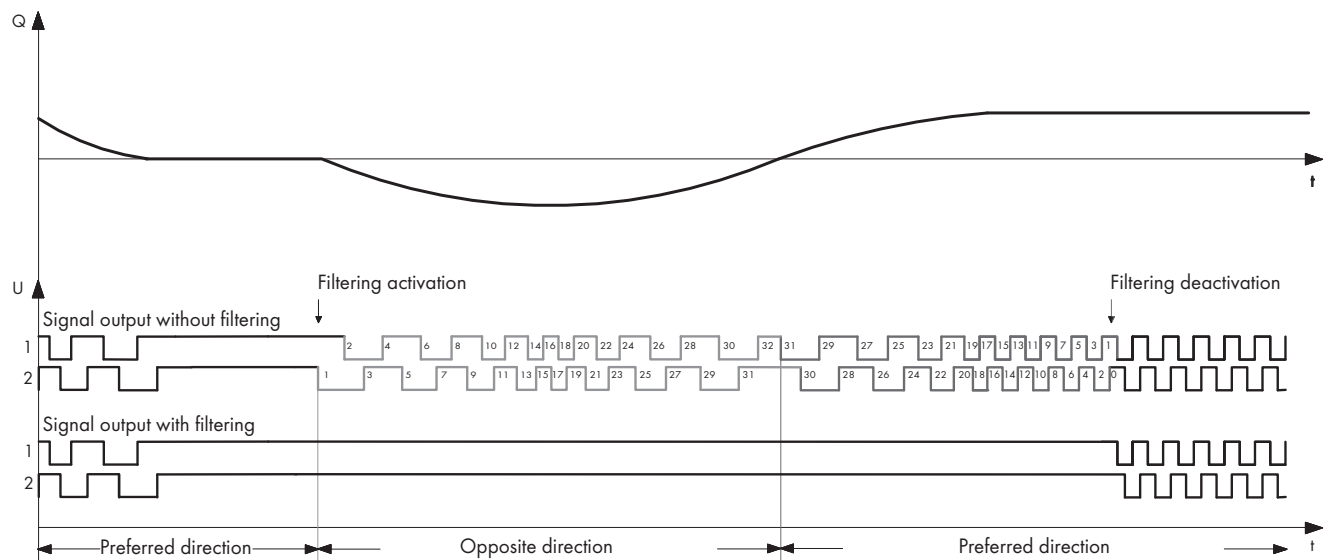 Q
t
U
Filtering activation
Filtering deactivation
Signal output without filtering
1
2 4 6 8 10 12 14 16 18 20 22 24 26 28 30 32 31 29 27 25 23 21 19 17 15 13 11 9 7 5 3 1
2
1 3 5 7 9 11 13 15 17 19 21 23 25 27 29 31 30 28 26 24 22 20 18 16 14 12 10 8 6 4 2 0
Signal output with filtering
1
2
Preferred direction
Opposite direction
Preferred direction
t